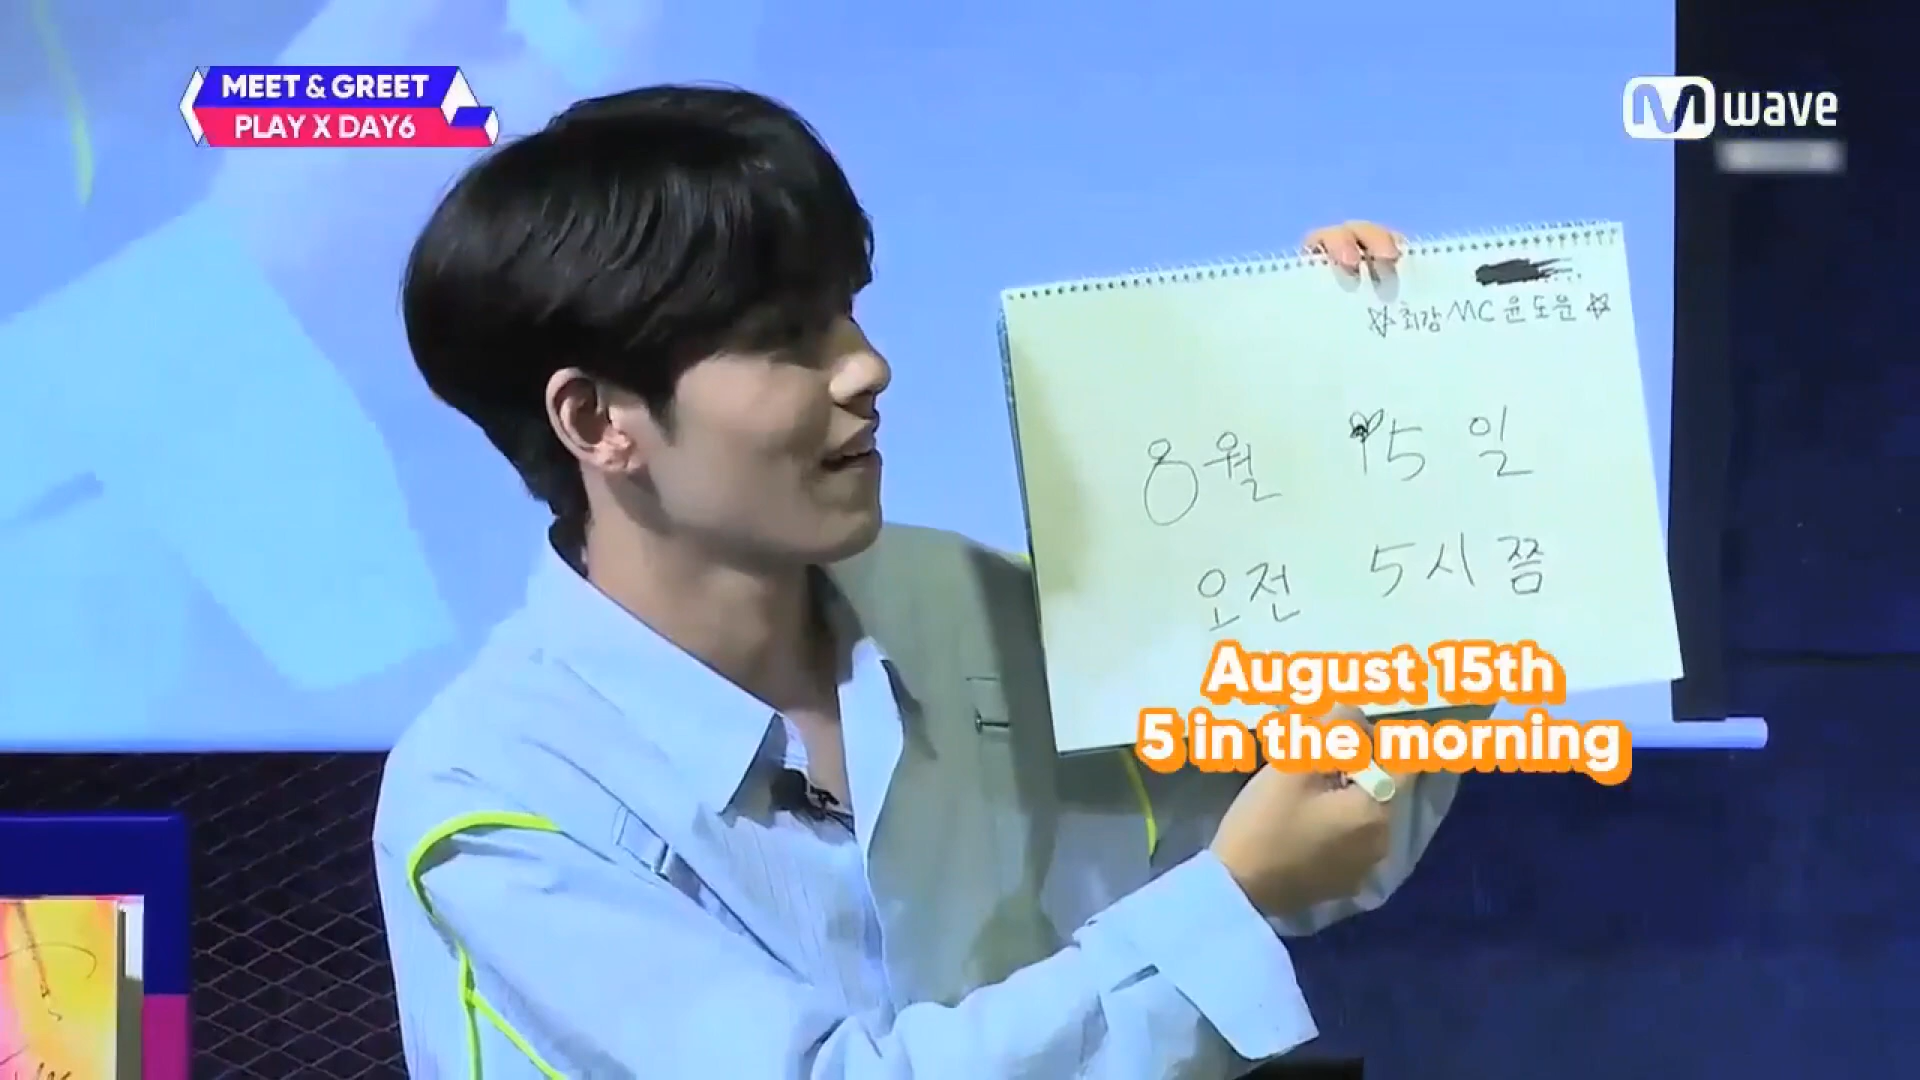 MEET & GREET
PLAY X DAY6
M wave
☆최강 MC 윤도운☆
8월 15일
오전 5시 쯤
August 15th
5 in the morning